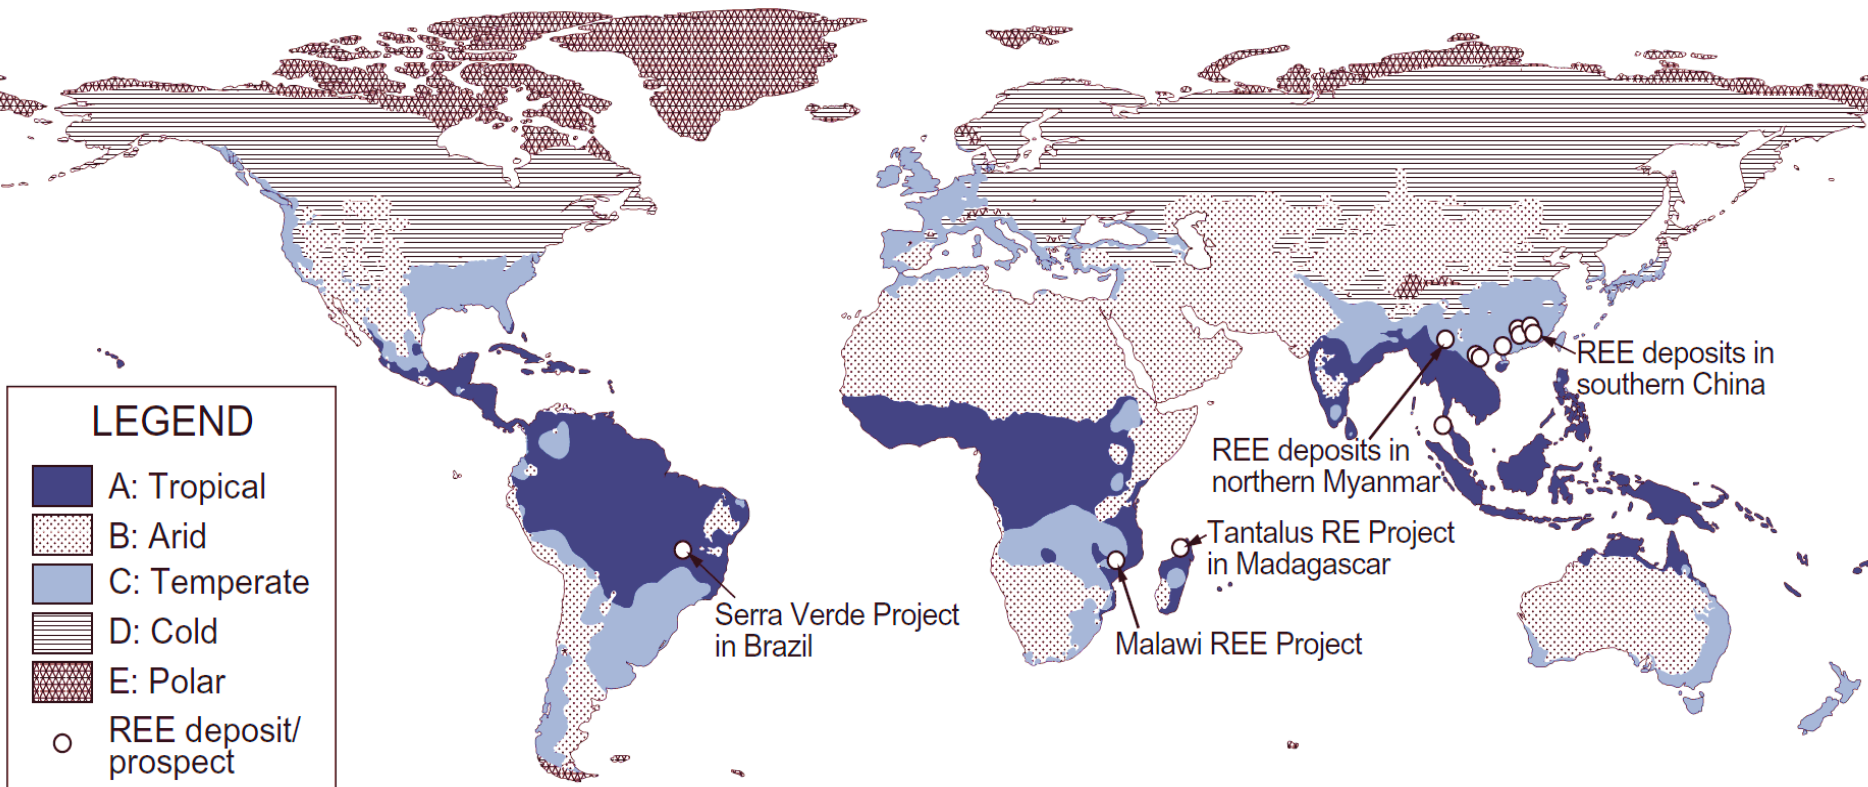 LEGEND
A: Tropical
B: Arid
C: Temperate
D: Cold
E: Polar
REE deposit/
prospect
Serra Verde Project
in Brazil
Malawi REE Project
Tantalus RE Project
in Madagascar
REE deposits in
northern Myanmar
REE deposits in
southern China